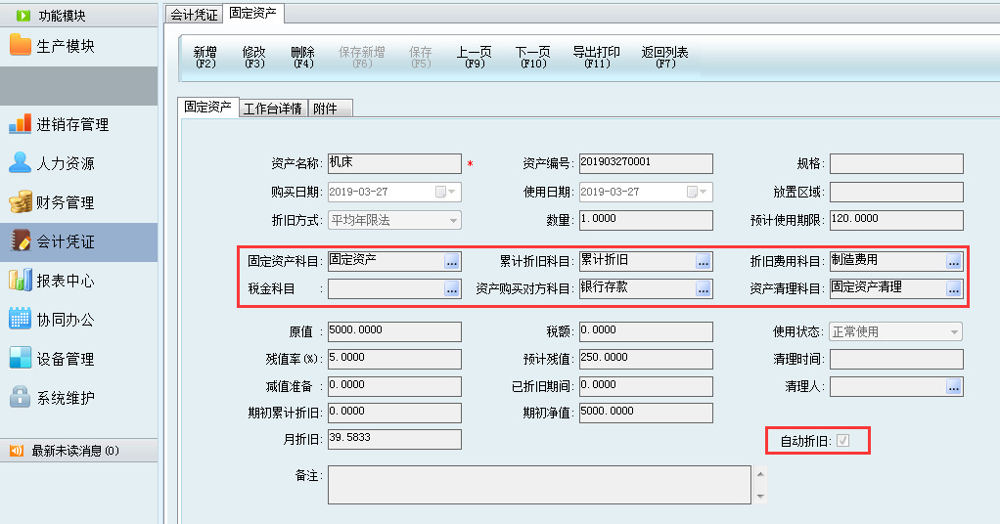 功能模块
生产模块
进销存管理
人力资源
财务管理
会计凭证
报表中心
协同办公
设备管理
系统维护
最新未读消息(0)
会计凭证 固定资产
新增 修改 删除 保存新增 保存 上一页 下一页 导出打印 返回列表
(F2) (F3) (F4) (F6) (F5) (F9) (F10) (F11) (F7)
固定资产 工作台详情 附件
资产名称: 机床 * 资产编号: 201903270001 规格:
购买日期: 2019-03-27 使用日期: 2019-03-27 放置区域:
折旧方式: 平均年限法 数量: 1.0000 预计使用期限: 120.0000
固定资产科目: 固定资产 ... 累计折旧科目: 累计折旧 ... 折旧费用科目: 制造费用 ...
税金科目 : ... 资产购买对方科目: 银行存款 ... 资产清理科目: 固定资产清理 ...
原值 : 5000.0000 税额: 0.0000 使用状态: 正常使用
残值率(%): 5.0000 预计残值: 250.0000 清理时间:
减值准备 : 0.0000 已折旧期间: 0.0000 清理人: ...
期初累计折旧: 0.0000 期初净值: 5000.0000
月折旧: 39.5833 自动折旧:
备注: